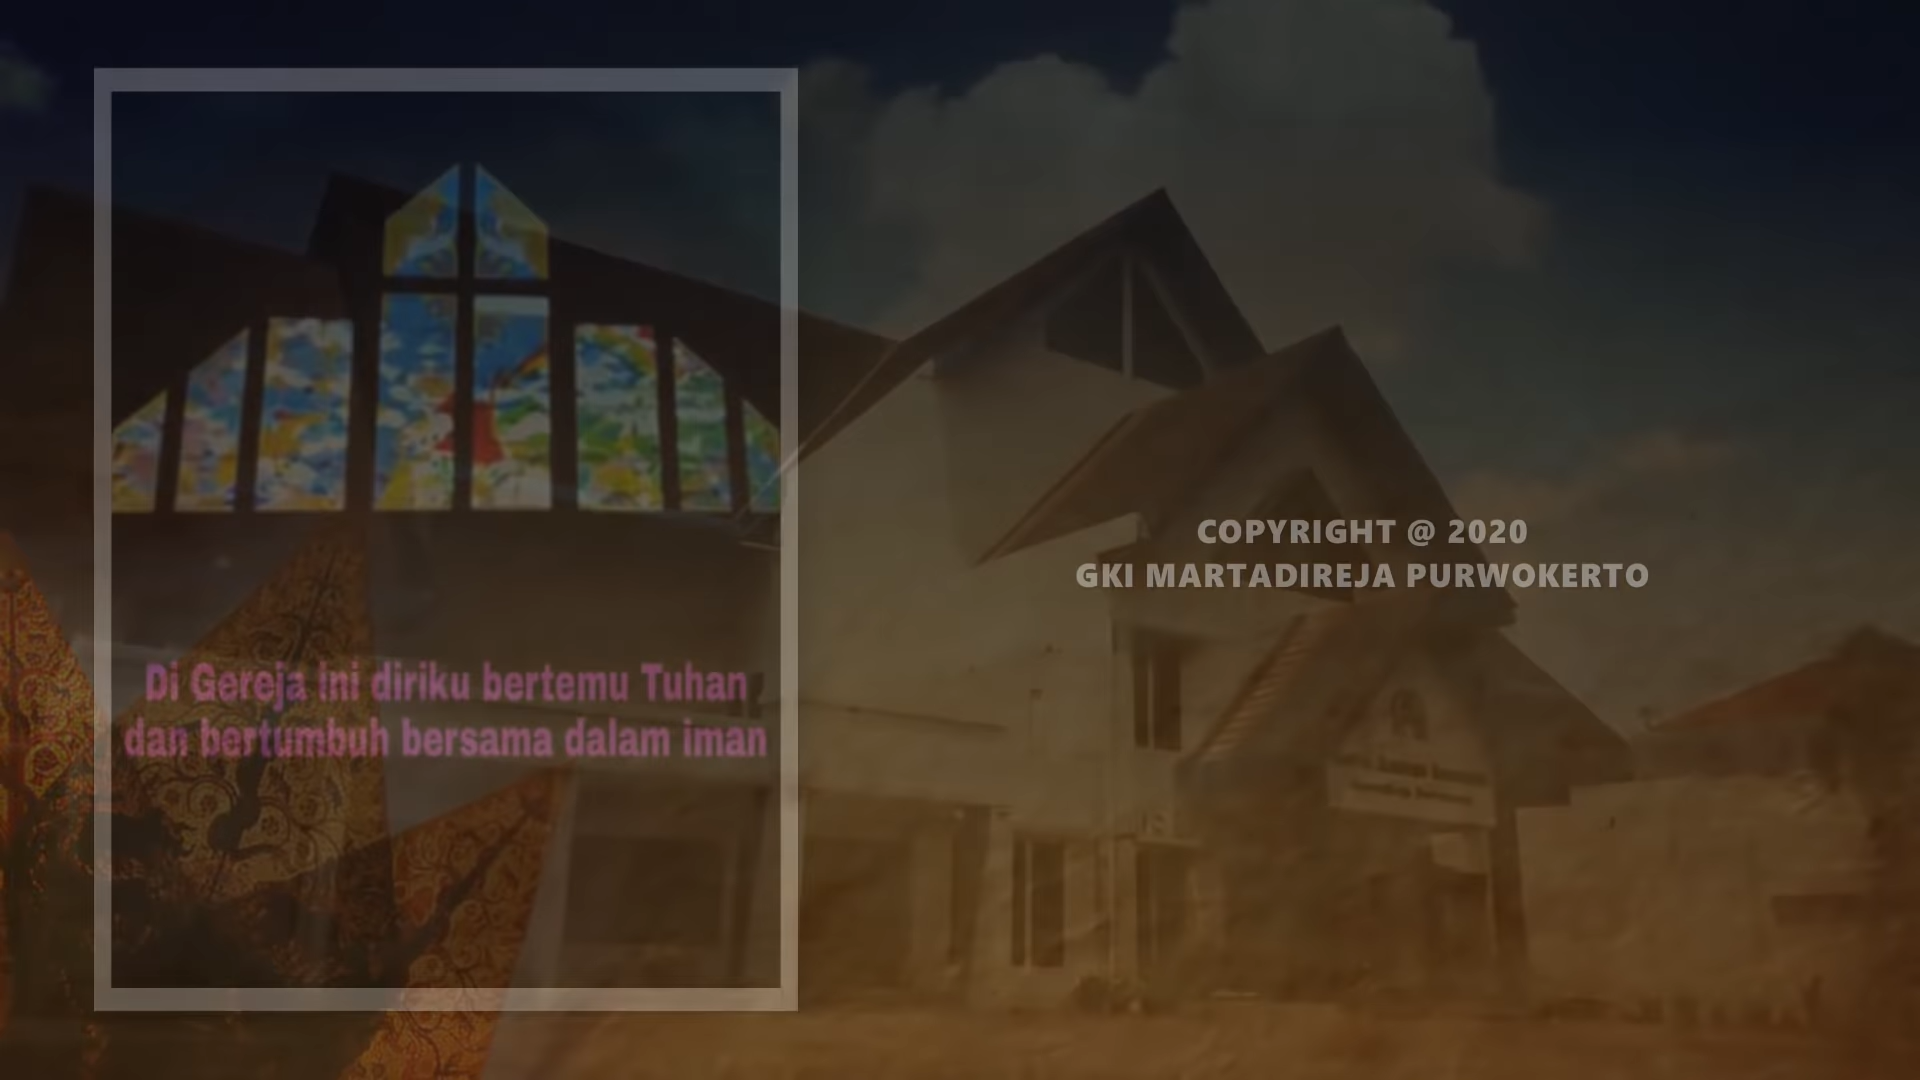 Di Gereja ini diriku bertemu Tuhan
dan bertumbuh bersama dalam iman
COPYRIGHT @ 2020
GKI MARTADIREJA PURWOKERTO